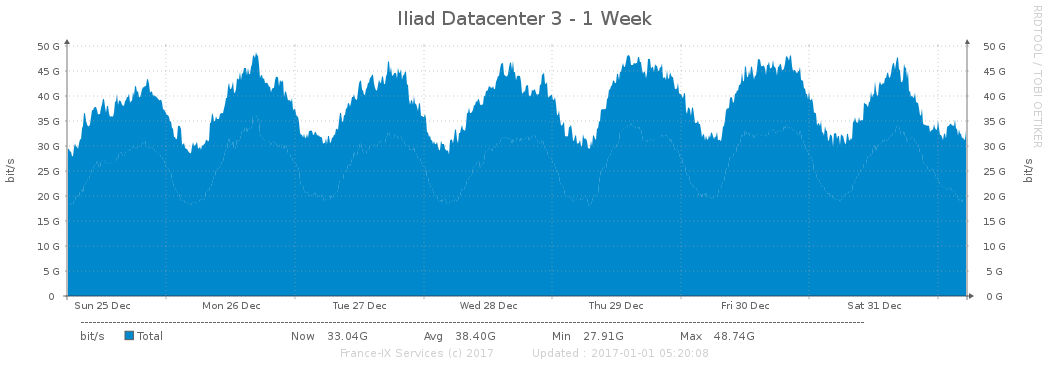 Iliad Datacenter 3 - 1 Week
RRDTOOL / TOBI OETIKER
50 G 50 G
45 G 45 G
40 G 40 G
35 G 35 G
30 G 30 G
25 G 25 G
20 G 20 G
15 G 15 G
10 G 10 G
5 G 5 G
0 0 G
bit/s bit/s
Sun 25 Dec Mon 26 Dec Tue 27 Dec Wed 28 Dec Thu 29 Dec Fri 30 Dec Sat 31 Dec
bit/s Total Now 33.04G Avg 38.40G Min 27.91G Max 48.74G
France-IX Services (c) 2017 Updated : 2017-01-01 05:20:08